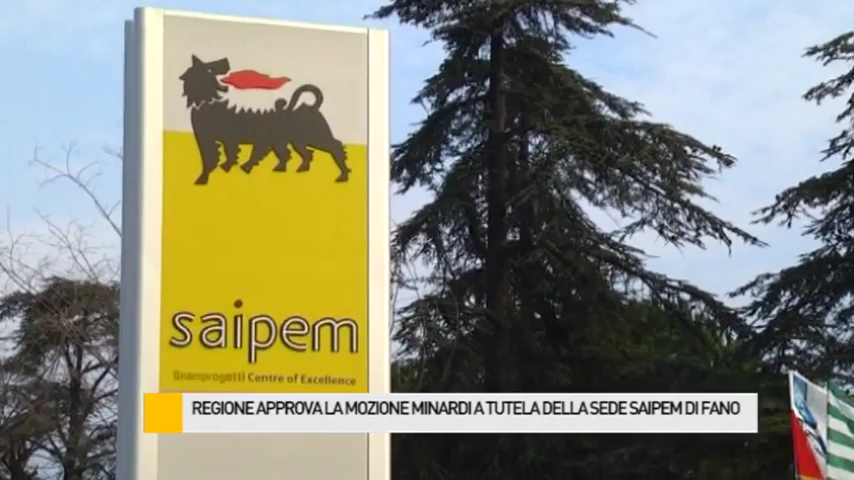 saipem
Snamprogetti Centre of Excellence
REGIONE APPROVA LA MOZIONE MINARDI A TUTELA DELLA SEDE SAIPEM DI FANO